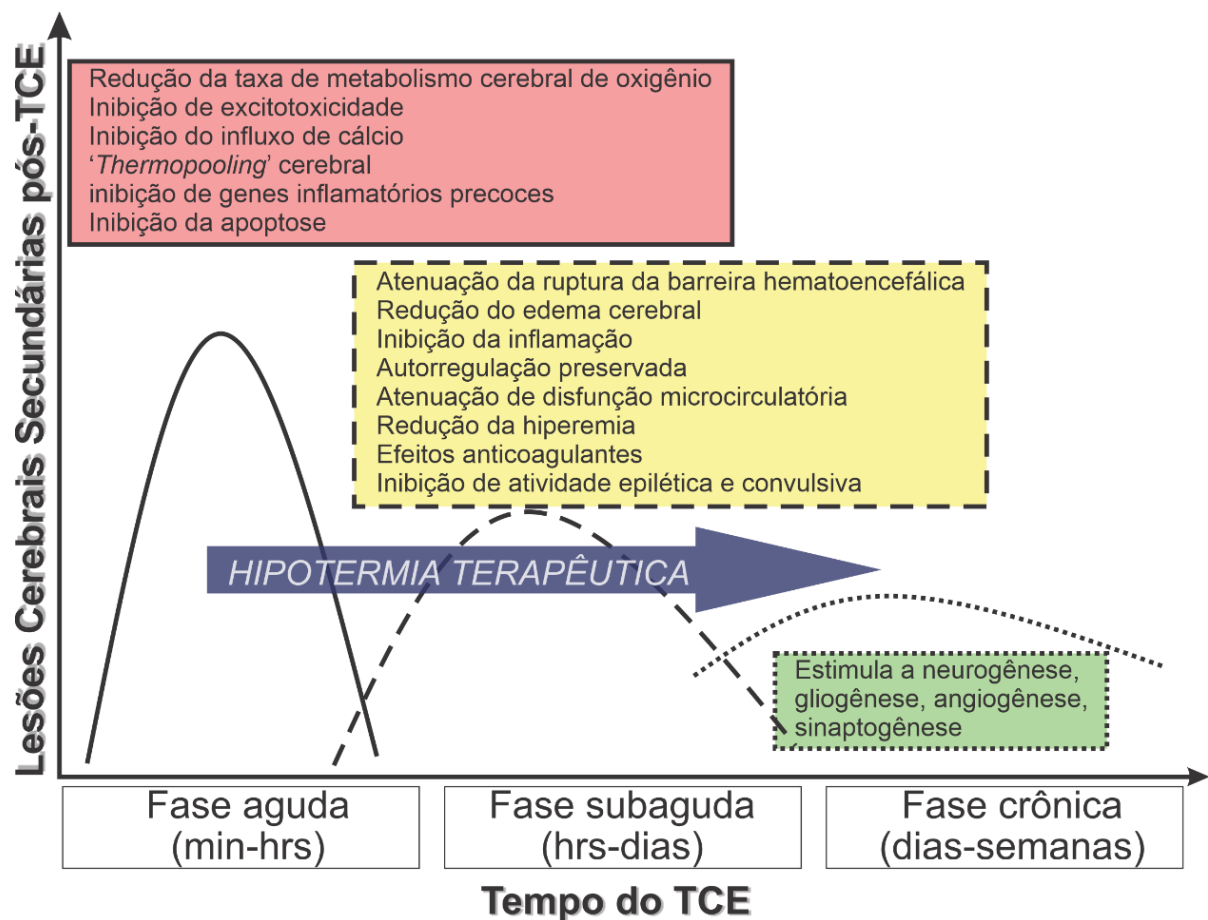 Lesões Cerebrais Secundárias pós-TCE
Redução da taxa de metabolismo cerebral de oxigênio
Inibição de excitotoxicidade
Inibição do influxo de cálcio
‘Thermopooling’ cerebral
inibição de genes inflamatórios precoces
Inibição da apoptose
Atenuação da ruptura da barreira hematoencefálica
Redução do edema cerebral
Inibição da inflamação
Autorregulação preservada
Atenuação de disfunção microcirculatória
Redução da hiperemia
Efeitos anticoagulantes
Inibição de atividade epilética e convulsiva
HIPOTERMIA TERAPÊUTICA
Estimula a neurogênese,
gliogênese, angiogênese,
sinaptogênese
Fase aguda
(min-hrs)
Fase subaguda
(hrs-dias)
Fase crônica
(dias-semanas)
Tempo do TCE